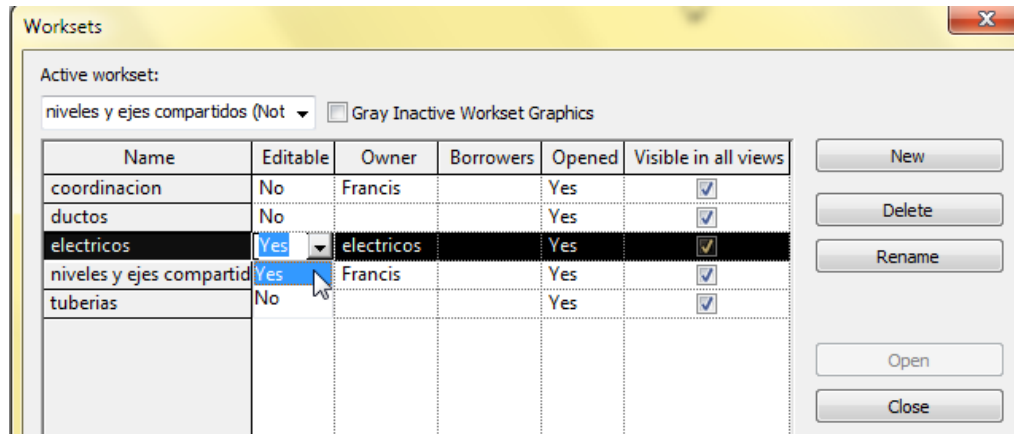 Worksets
Active workset:
niveles y ejes compartidos (Not
Gray Inactive Workset Graphics
Name Editable Owner Borrowers Opened Visible in all views
coordinacion No Francis Yes
ductos No Yes
electricos Yes electricos Yes
niveles y ejes compartid Yes Francis Yes
tuberias No Yes
New
Delete
Rename
Open
Close